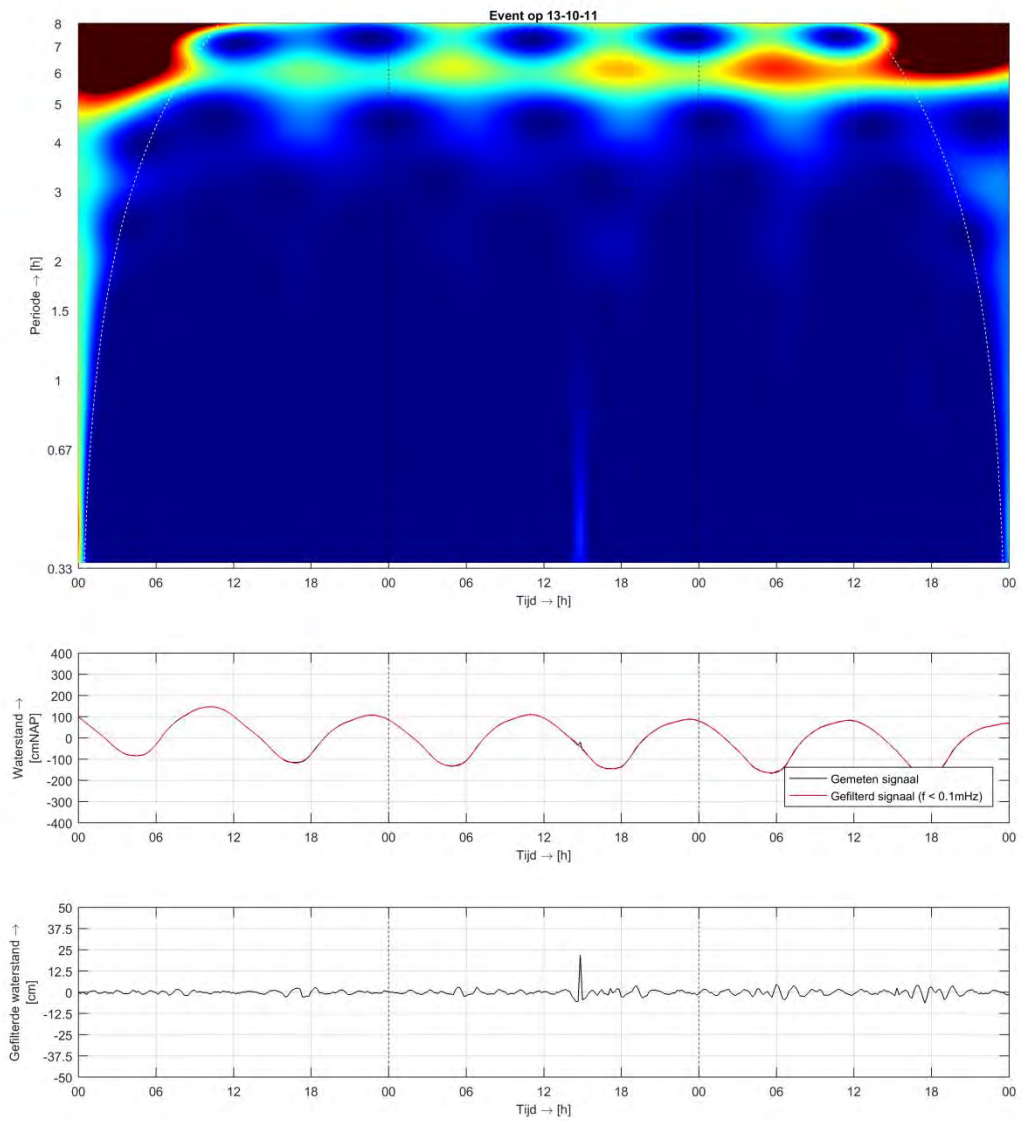 Event op 13-10-11
8
7
6
5
4
3
2
1.5
1
0.67
0.33
Periode → [h]
00 06 12 18 00 06 12 18 00 06 12 18 00
Tijd → [h]
400
300
200
100
0
-100
-200
-300
-400
Waterstand →
[cmNAP]
Gemeten signaal
Gefilterd signaal (f < 0.1mHz)
00 06 12 18 00 06 12 18 00 06 12 18 00
Tijd → [h]
50
37.5
25
12.5
0
-12.5
-25
-37.5
-50
Gefilterde waterstand →
[cm]
00 06 12 18 00 06 12 18 00 06 12 18 00
Tijd → [h]